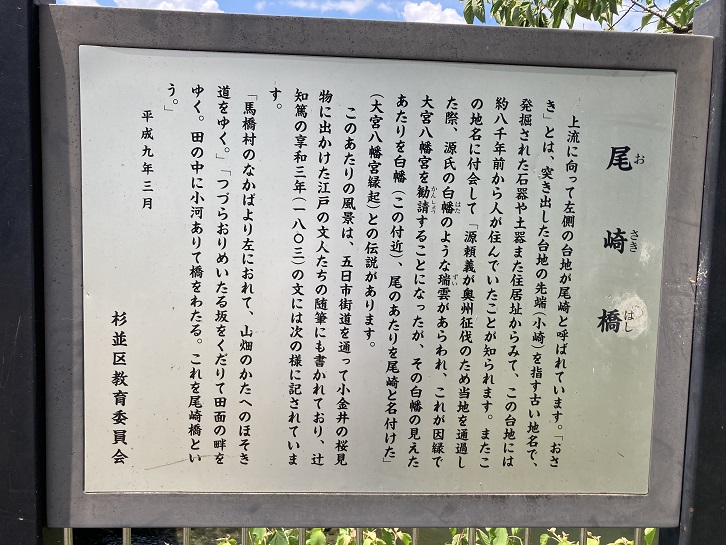 尾崎橋
おさきはし
上流に向って左側の台地が尾崎と呼ばれています。「おさ
き」とは、突き出した台地の先端(小崎)を指す古い地名で、
発掘された石器や土器また住居址からみて、この台地には
約八千年前から人が住んでいたことが知られます。またこ
の地名に付会して「源頼義が奥州征伐のため当地を通過し
た際、源氏の白幡のような瑞雲があらわれ、これが因縁で
はたずい
大宮八幡宮を勧請することになったが、その白幡の見えた
かんじょう
あたりを白幡(この付近)、尾のあたりを尾崎と名付けた」
(大宮八幡宮縁起)との伝説があります。
このあたりの風景は、五日市街道を通って小金井の桜見
物に出かけた江戸の文人たちの随筆にも書かれており、辻
知篤の享和三年(一八〇三)の文には次の様に記されていま
す。
「馬橋村のなかばより左におれて、山畑のかたへのほそき
道をゆく。」「つづらおりめいたる坂をくだりて田面の畔を
ゆく。田の中に小河ありて橋をわたる。これを尾崎橋とい
う。」
平成九年三月
杉並区教育委員会